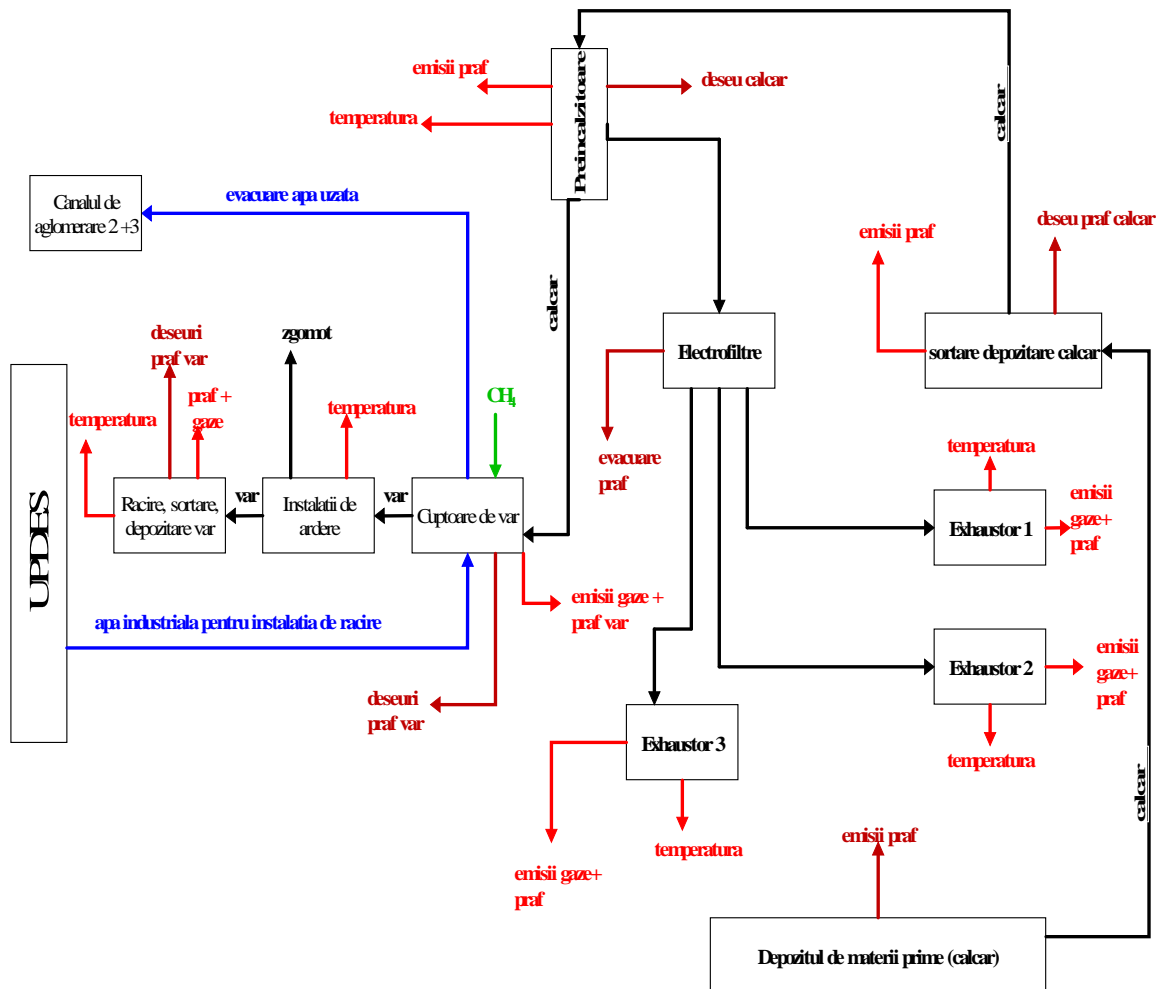 calcar
emisii praf
deseu calcar
temperatura
Preincalzitoare
evacuare apa uzata
Canalul de
aglomerare 2+3
emisii praf
deseu praf calcar
calcar
deseuri
praf var
zgomot
Electrofiltre
sortare depozitare calcar
praf +
gaze
temperatura
temperatura
CH4
evacuare
praf
temperatura
UPDES
Racire, sortare,
depozitare var
var
Instalatii de
ardere
var
Cuptoare de var
Exhaustor 1
emisii
gaze+
praf
emisii gaze +
praf var
apa industriala pentru instalatia de racire
Exhaustor 2
emisii
gaze+
praf
deseuri
praf var
Exhaustor 3
temperatura
calcar
emisii praf
temperatura
emisii gaze+
praf
Depozitul de materii prime (calcar)